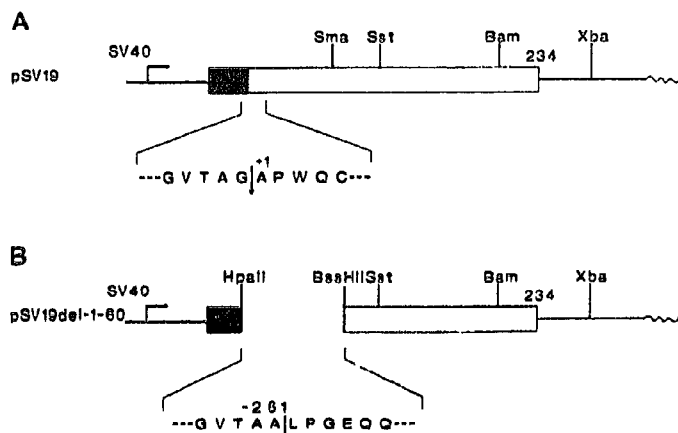 A
Sma Sst Bam Xba
SV40 234
pSV19
+1
---G V T A G A P W Q C---
B
HpaII BssHII Sst Bam Xba
SV40 234
pSV19del-1-60
-2 61
---G V T A A L P G E Q Q---